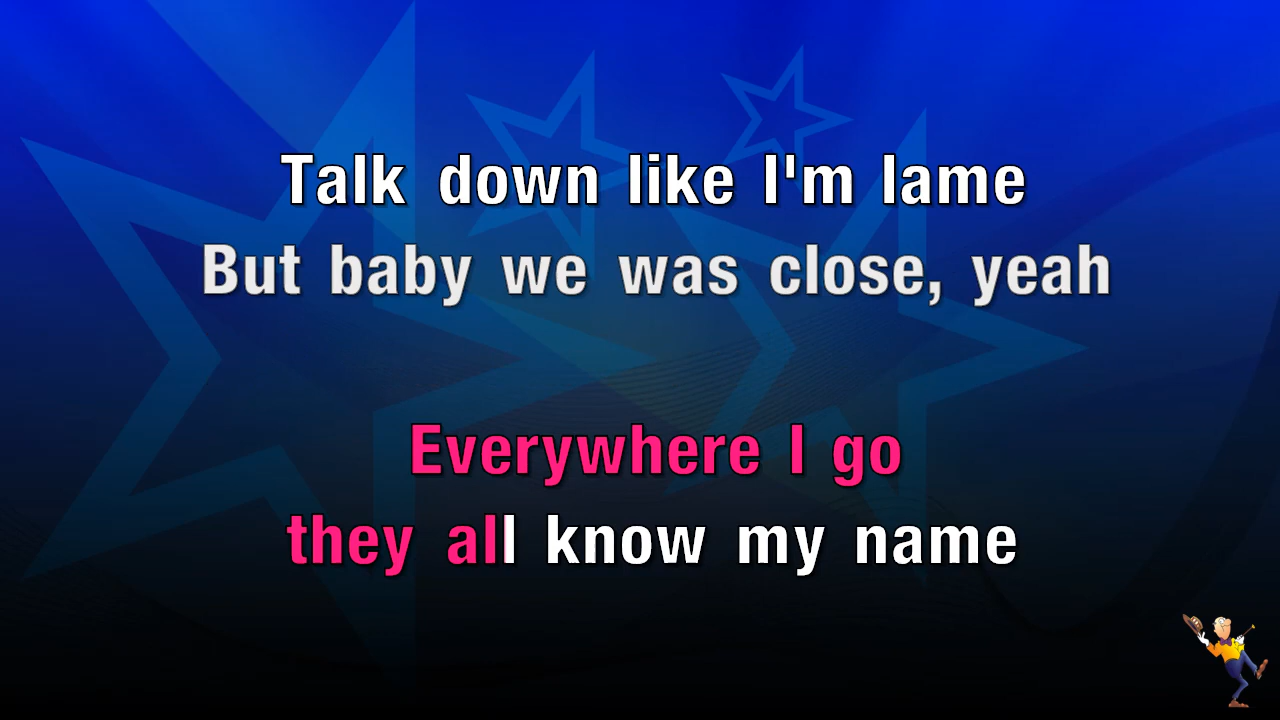 Talk down like I'm lame
But baby we was close, yeah
Everywhere I go
they all know my name